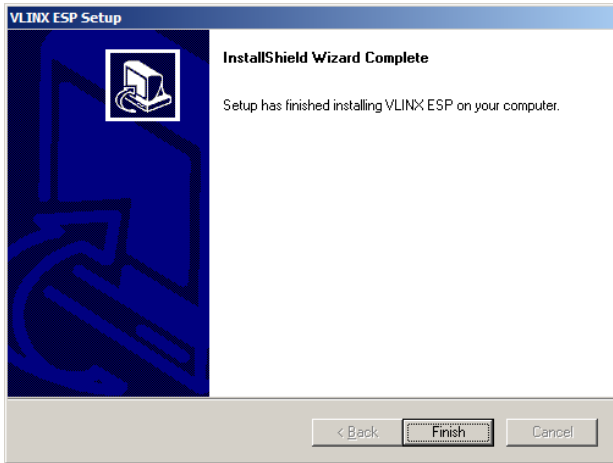 VLINX ESP Setup
InstallShield Wizard Complete
Setup has finished installing VLINX ESP on your computer.
< Back Finish Cancel